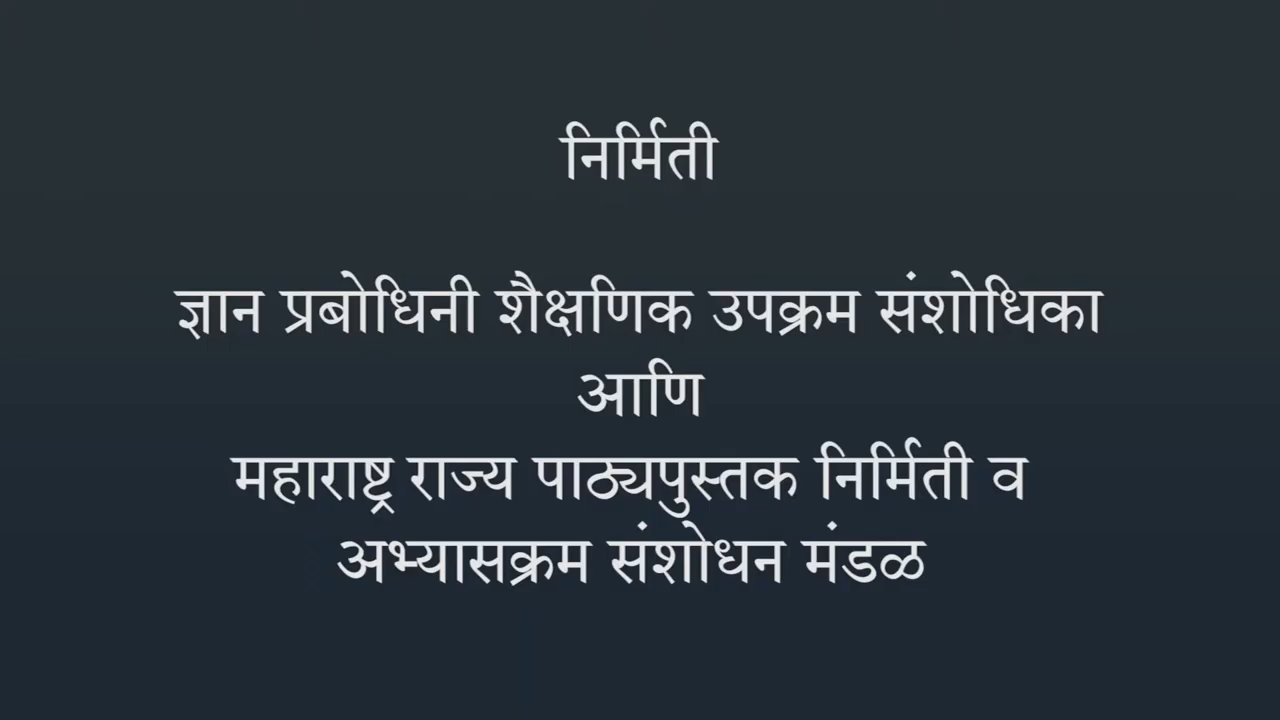 निर्मिती
ज्ञान प्रबोधिनी शैक्षणिक उपक्रम संशोधिका
आणि
महाराष्ट्र राज्य पाठ्यपुस्तक निर्मिती व
अभ्यासक्रम संशोधन मंडळ